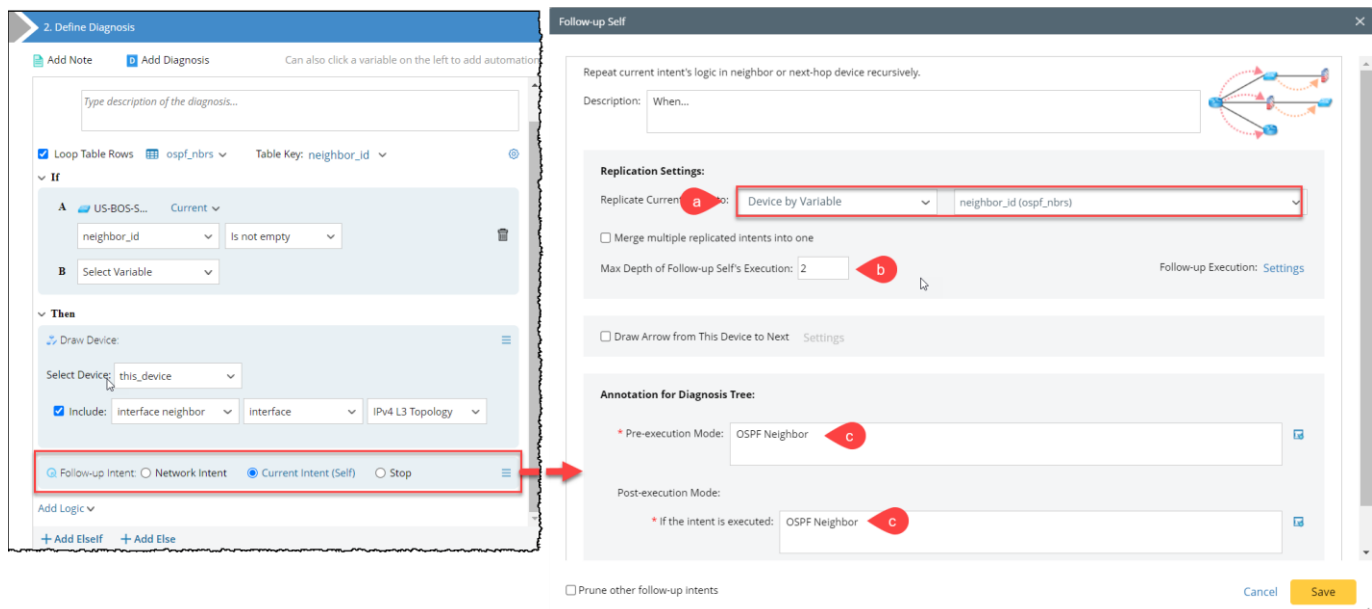 2. Define Diagnosis
Add Note
D Add Diagnosis
Can also click a variable on the left to add automation
Type description of the diagnosis...
Loop Table Rows
ospf_nbrs
Table Key: neighbor_id
If
A
US-BOS-S...
Current
neighbor_id
Is not empty
B
Select Variable
Then
Draw Device:
Select Device: this_device
Include: interface neighbor
interface
IPv4 L3 Topology
Follow-up Intent: Network Intent
Current Intent (Self)
Stop
Add Logic
+ Add ElseIf
+ Add Else
Follow-up Self
Repeat current intent's logic in neighbor or next-hop device recursively.
Description: When...
Replication Settings:
Replicate Current
a
to: Device by Variable
neighbor_id (ospf_nbrs)
Merge multiple replicated intents into one
Max Depth of Follow-up Self's Execution: 2
b
Follow-up Execution: Settings
Draw Arrow from This Device to Next
Settings
Annotation for Diagnosis Tree:
* Pre-execution Mode: OSPF Neighbor
c
Post-execution Mode:
* If the intent is executed: OSPF Neighbor
c
Prune other follow-up intents
Cancel
Save